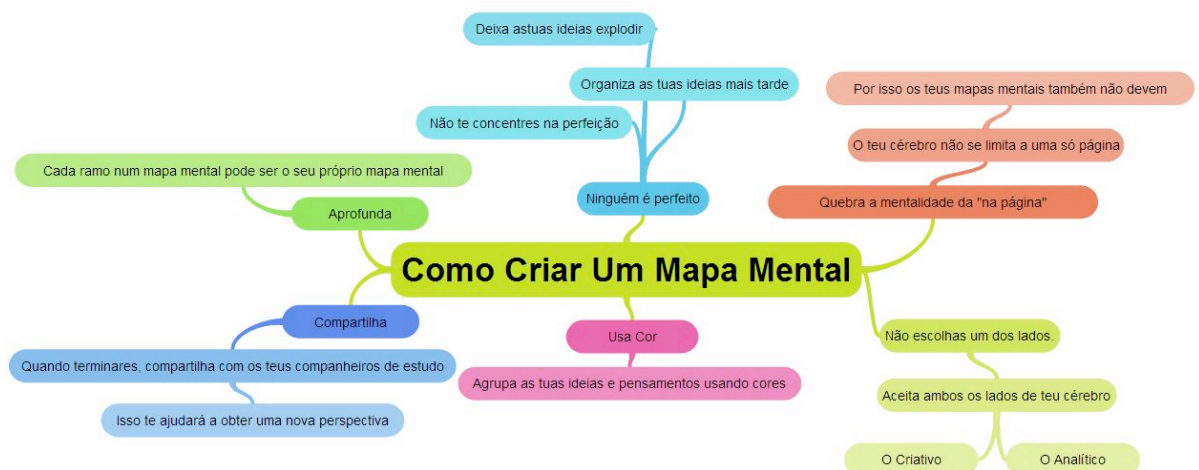 Deixa astuas ideias explodir
Organiza as tuas ideias mais tarde
Não te concentres na perfeição
Ninguém é perfeito
Por isso os teus mapas mentais também não devem
O teu cérebro não se limita a uma só página
Quebra a mentalidade da "na página"
Cada ramo num mapa mental pode ser o seu próprio mapa mental
Aprofunda
Como Criar Um Mapa Mental
Compartilha
Quando terminares, compartilha com os teus companheiros de estudo
Isso te ajudará a obter uma nova perspectiva
Usa Cor
Agrupa as tuas ideias e pensamentos usando cores
Não escolhas um dos lados.
Aceita ambos os lados de teu cérebro
O Criativo
O Analítico